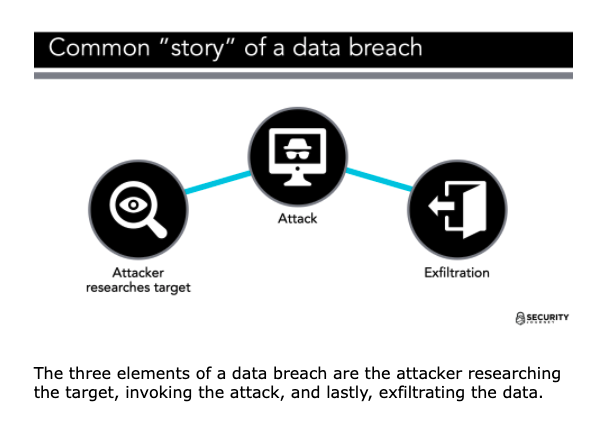 Common "story" of a data breach
Attack
Attacker
researches target
Exfiltration
SECURITY
JOURNEY
The three elements of a data breach are the attacker researching
the target, invoking the attack, and lastly, exfiltrating the data.